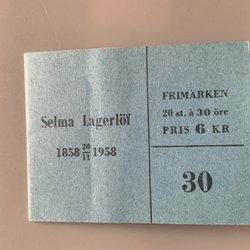 Selma Lagerlöf
1858 20/11 1958
FRIMÄRKEN
20 st. à 30 öre
PRIS 6 KR
30